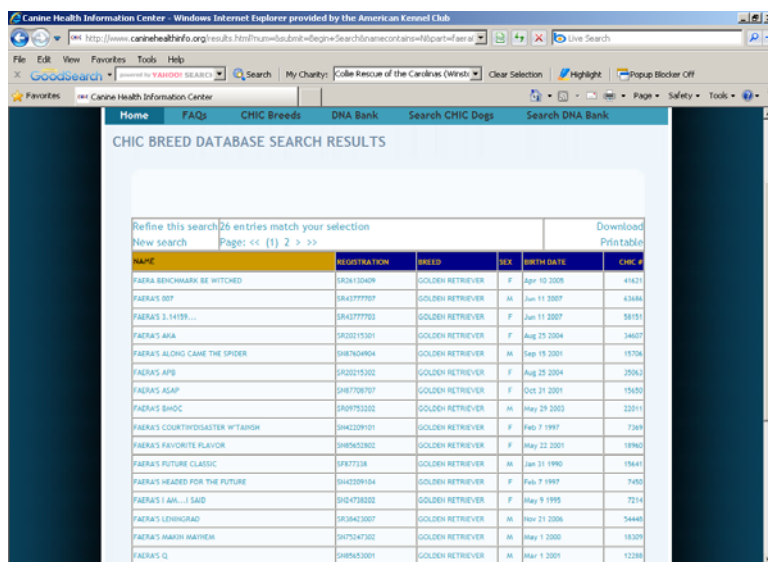 Canine Health Information Center - Windows Internet Explorer provided by the American Kennel Club
http://www.caninehealthinfo.org/results.html?num=&submit=Begin+Search&namecontains=N&part=faera
Live Search
File Edit View Favorites Tools Help
X GoodSearch powered by YAHOO! SEARCH Search My Charity: Collie Rescue of the Carolinas Clear Selection Highlight Popup Blocker Off
Favorites Canine Health Information Center Page Safety Tools
Home FAQs CHIC Breeds DNA Bank Search CHIC Dogs Search DNA Bank
CHIC BREED DATABASE SEARCH RESULTS
Refine this search 26 entries match your selection Download
New search Page: << (1) 2 > >> Printable
NAME REGISTRATION BREED SEX BIRTH DATE CHIC #
FAERA BENCHMARK BE WITCHED SR26130409 GOLDEN RETRIEVER F Apr 10 2005 41621
FAERA'S 007 SR43777707 GOLDEN RETRIEVER M Jun 11 2007 63686
FAERA'S 3.14159... SR43777703 GOLDEN RETRIEVER F Jun 11 2007 58151
FAERA'S AKA SR20215301 GOLDEN RETRIEVER F Aug 25 2004 34607
FAERA'S ALONG CAME THE SPIDER SN87604904 GOLDEN RETRIEVER M Sep 15 2001 15706
FAERA'S APB SR20215302 GOLDEN RETRIEVER F Aug 25 2004 35063
FAERA'S ASAP SN87708707 GOLDEN RETRIEVER F Oct 31 2001 15650
FAERA'S BMOC SR09753202 GOLDEN RETRIEVER M May 29 2003 22011
FAERA'S COURTIN'DISASTER W'TAINSH SN42209101 GOLDEN RETRIEVER F Feb 7 1997 7369
FAERA'S FAVORITE FLAVOR SN85652802 GOLDEN RETRIEVER F May 22 2001 18960
FAERA'S FUTURE CLASSIC SF877338 GOLDEN RETRIEVER M Jan 31 1990 15641
FAERA'S HEADED FOR THE FUTURE SN42209104 GOLDEN RETRIEVER F Feb 7 1997 7450
FAERA'S I AM...I SAID SN24738202 GOLDEN RETRIEVER F May 9 1995 7214
FAERA'S LENINGRAD SR38423007 GOLDEN RETRIEVER M Nov 21 2006 54448
FAERA'S MAKIN MAYHEM SN75247302 GOLDEN RETRIEVER M May 1 2000 18309
FAERA'S Q SN85653001 GOLDEN RETRIEVER M Mar 1 2001 12288